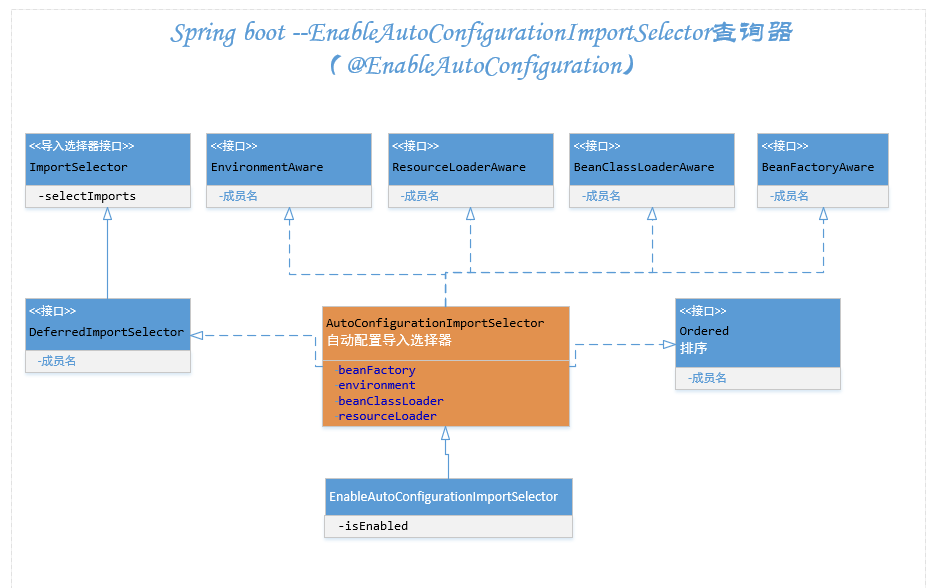 Spring boot --EnableAutoConfigurationImportSelector查询器
（ @EnableAutoConfiguration）
<<导入选择器接口>>
ImportSelector
-selectImports
<<接口>>
EnvironmentAware
-成员名
<<接口>>
ResourceLoaderAware
-成员名
<<接口>>
BeanClassLoaderAware
-成员名
<<接口>>
BeanFactoryAware
-成员名
<<接口>>
DeferredImportSelector
-成员名
AutoConfigurationImportSelector
自动配置导入选择器
-beanFactory
environment
-beanClassLoader
-resourceLoader
<<接口>>
Ordered
排序
-成员名
EnableAutoConfigurationImportSelector
-isEnabled